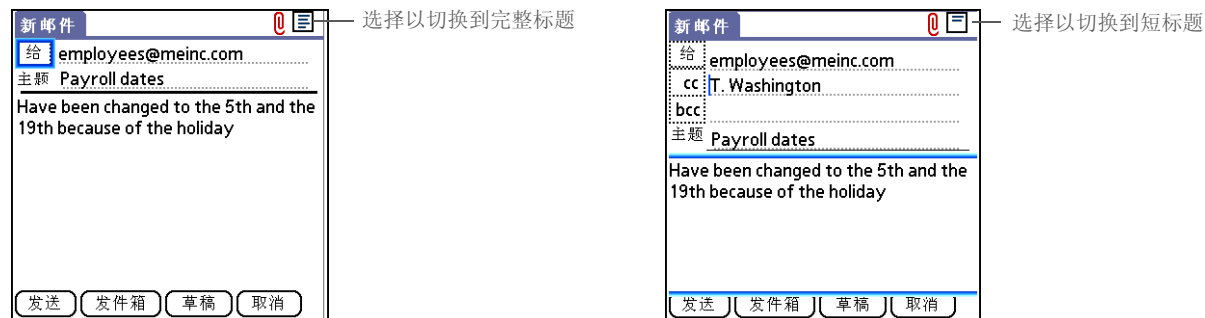 新邮件
选择以切换到完整标题
给 employees@meinc.com
主题 Payroll dates
Have been changed to the 5th and the
19th because of the holiday
发送 发件箱 草稿 取消
新邮件
选择以切换到短标题
给 employees@meinc.com
cc T. Washington
bcc
主题 Payroll dates
Have been changed to the 5th and the
19th because of the holiday
发送 发件箱 草稿 取消